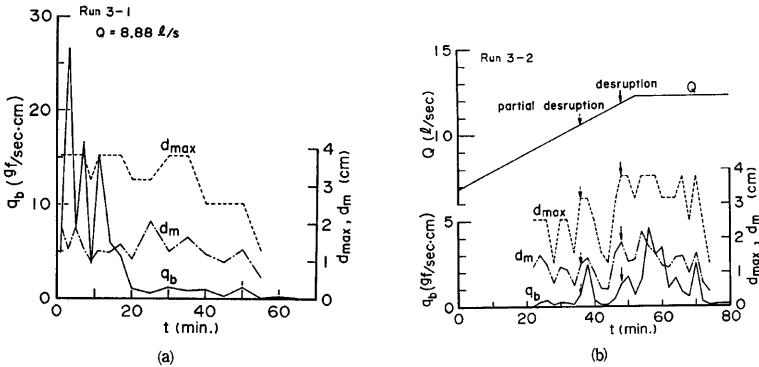 Run 3-1
Q = 8.88 ℓ/s
30
25
20
15
10
5
0
q_b (gf/sec·cm)
d_max
d_m
q_b
4
3
2
1
0
d_max , d_m (cm)
0 20 40 60
t (min.)
(a)
Run 3-2
15
10
Q (ℓ/sec)
desruption
partial desruption
Q
5
0
q_b (gf/sec·cm)
d_max
d_m
q_b
4
3
2
1
0
d_max , d_m (cm)
0 20 40 60 80
t (min.)
(b)